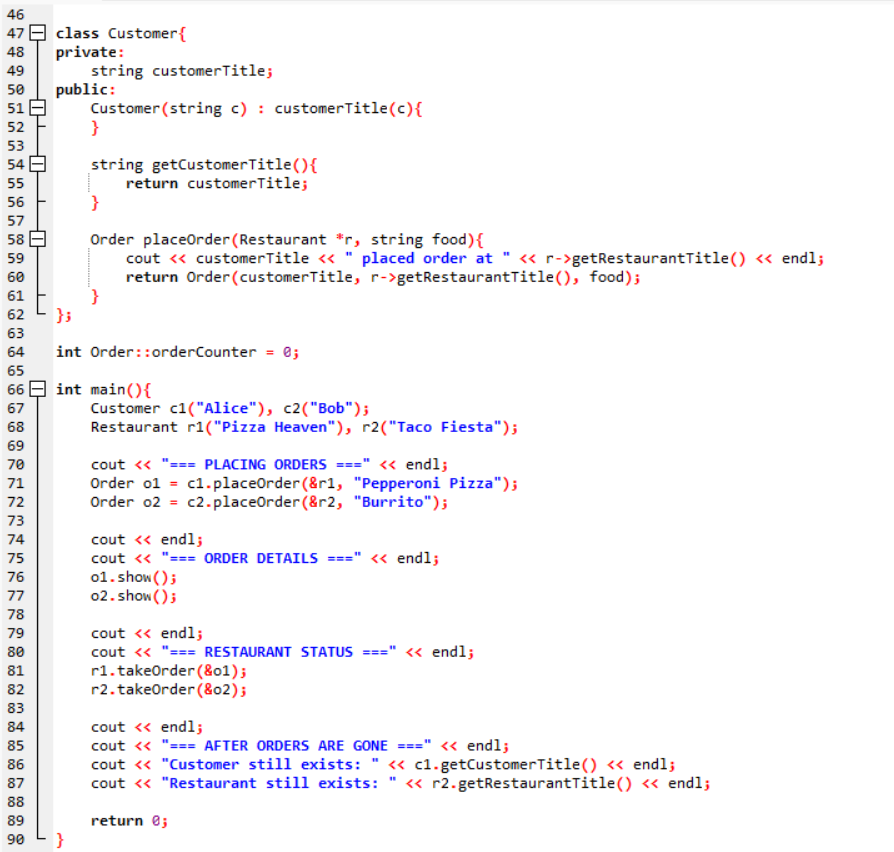 46
47 class Customer{
48 private:
49     string customerTitle;
50 public:
51     Customer(string c) : customerTitle(c){
52     }
53
54     string getCustomerTitle(){
55         return customerTitle;
56     }
57
58     Order placeOrder(Restaurant *r, string food){
59         cout << customerTitle << " placed order at " << r->getRestaurantTitle() << endl;
60         return Order(customerTitle, r->getRestaurantTitle(), food);
61     }
62 };
63
64 int Order::orderCounter = 0;
65
66 int main(){
67     Customer c1("Alice"), c2("Bob");
68     Restaurant r1("Pizza Heaven"), r2("Taco Fiesta");
69
70     cout << "=== PLACING ORDERS ===" << endl;
71     Order o1 = c1.placeOrder(&r1, "Pepperoni Pizza");
72     Order o2 = c2.placeOrder(&r2, "Burrito");
73
74     cout << endl;
75     cout << "=== ORDER DETAILS ===" << endl;
76     o1.show();
77     o2.show();
78
79     cout << endl;
80     cout << "=== RESTAURANT STATUS ===" << endl;
81     r1.takeOrder(&o1);
82     r2.takeOrder(&o2);
83
84     cout << endl;
85     cout << "=== AFTER ORDERS ARE GONE ===" << endl;
86     cout << "Customer still exists: " << c1.getCustomerTitle() << endl;
87     cout << "Restaurant still exists: " << r2.getRestaurantTitle() << endl;
88
89     return 0;
90 }